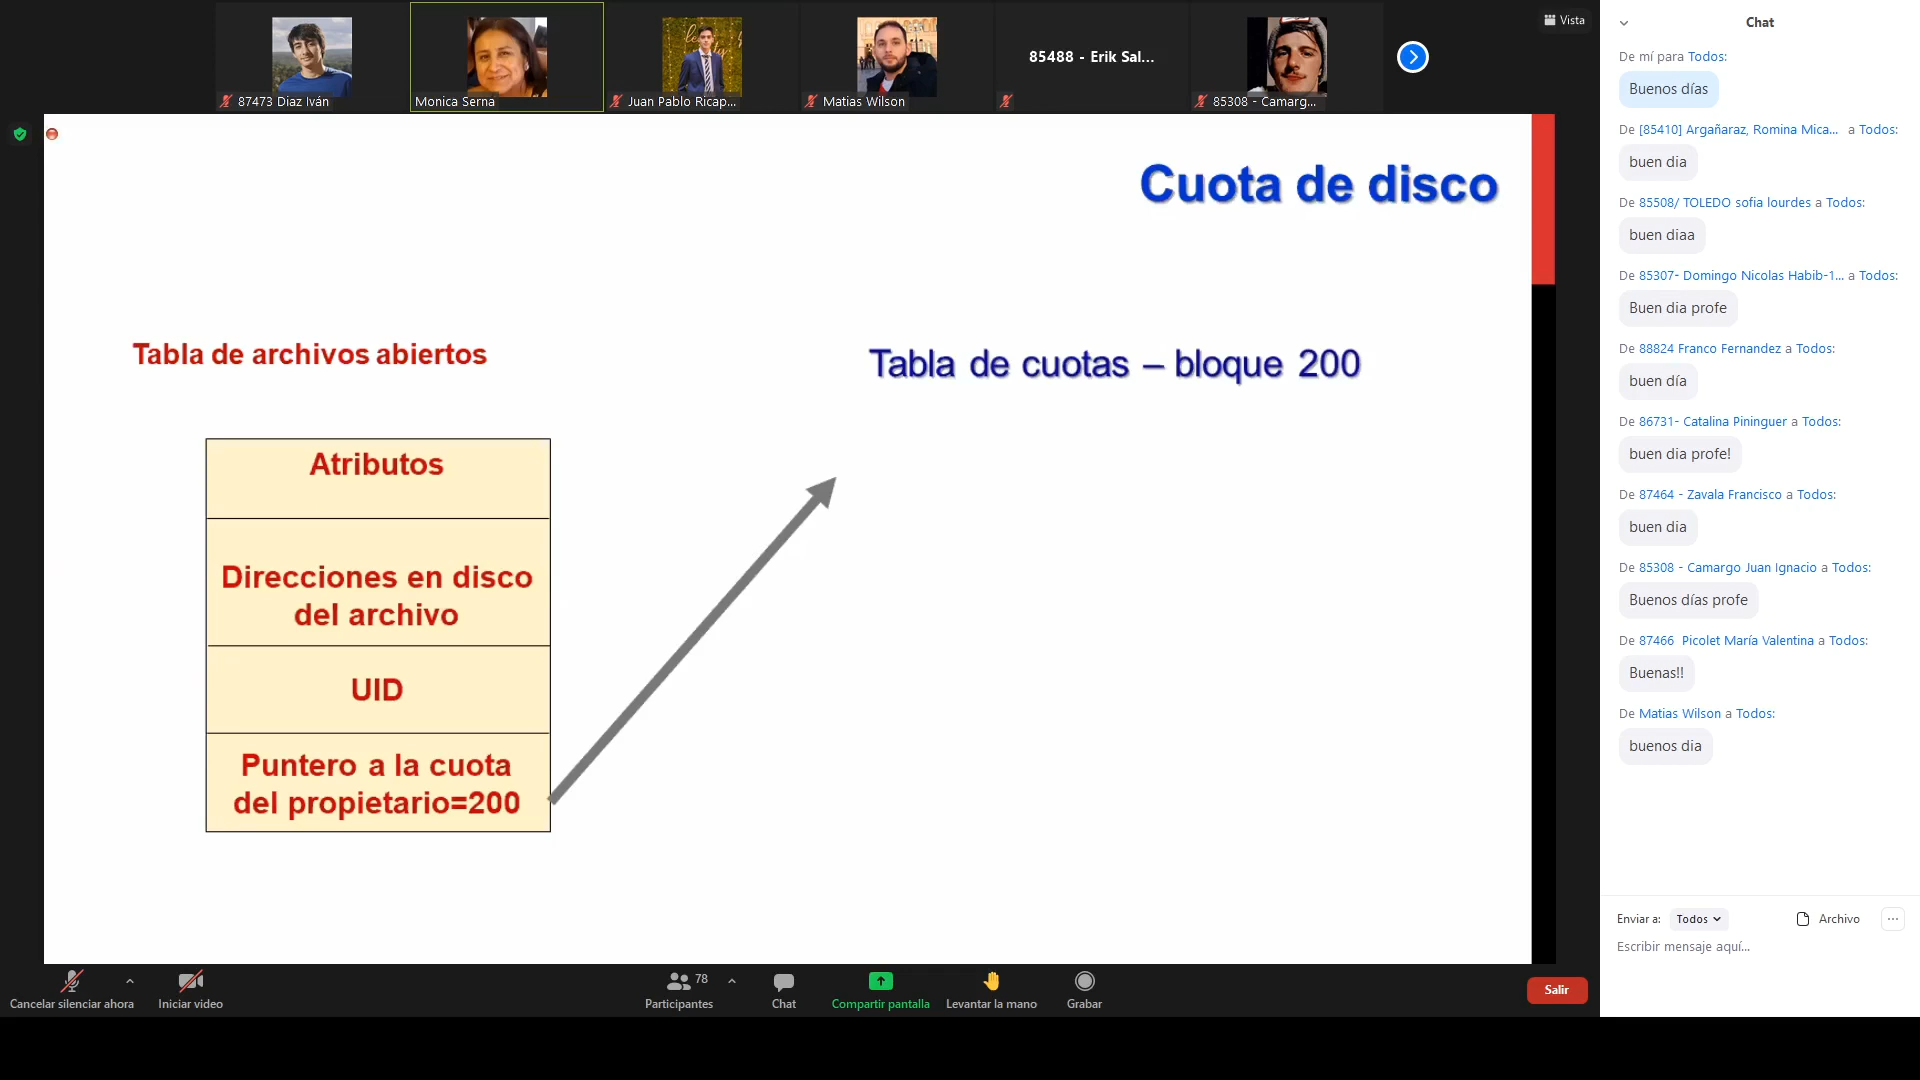 87473 Diaz Iván
Monica Serna
Juan Pablo Ricap...
Matias Wilson
85488 - Erik Sal...
85308 - Camarg...
Vista
Cuota de disco
Tabla de archivos abiertos
Tabla de cuotas – bloque 200
Atributos
Direcciones en disco
del archivo
UID
Puntero a la cuota
del propietario=200
Cancelar silenciar ahora
Iniciar video
78
Participantes
Chat
Compartir pantalla
Levantar la mano
Grabar
Salir
Chat
De mí para Todos:
Buenos días
De [85410] Argañaraz, Romina Mica... a Todos:
buen dia
De 85508/ TOLEDO sofia lourdes a Todos:
buen diaa
De 85307- Domingo Nicolas Habib-1... a Todos:
Buen dia profe
De 88824 Franco Fernandez a Todos:
buen día
De 86731- Catalina Pininguer a Todos:
buen dia profe!
De 87464 - Zavala Francisco a Todos:
buen dia
De 85308 - Camargo Juan Ignacio a Todos:
Buenos días profe
De 87466 Picolet María Valentina a Todos:
Buenas!!
De Matias Wilson a Todos:
buenos dia
Enviar a: Todos
Archivo
Escribir mensaje aquí...